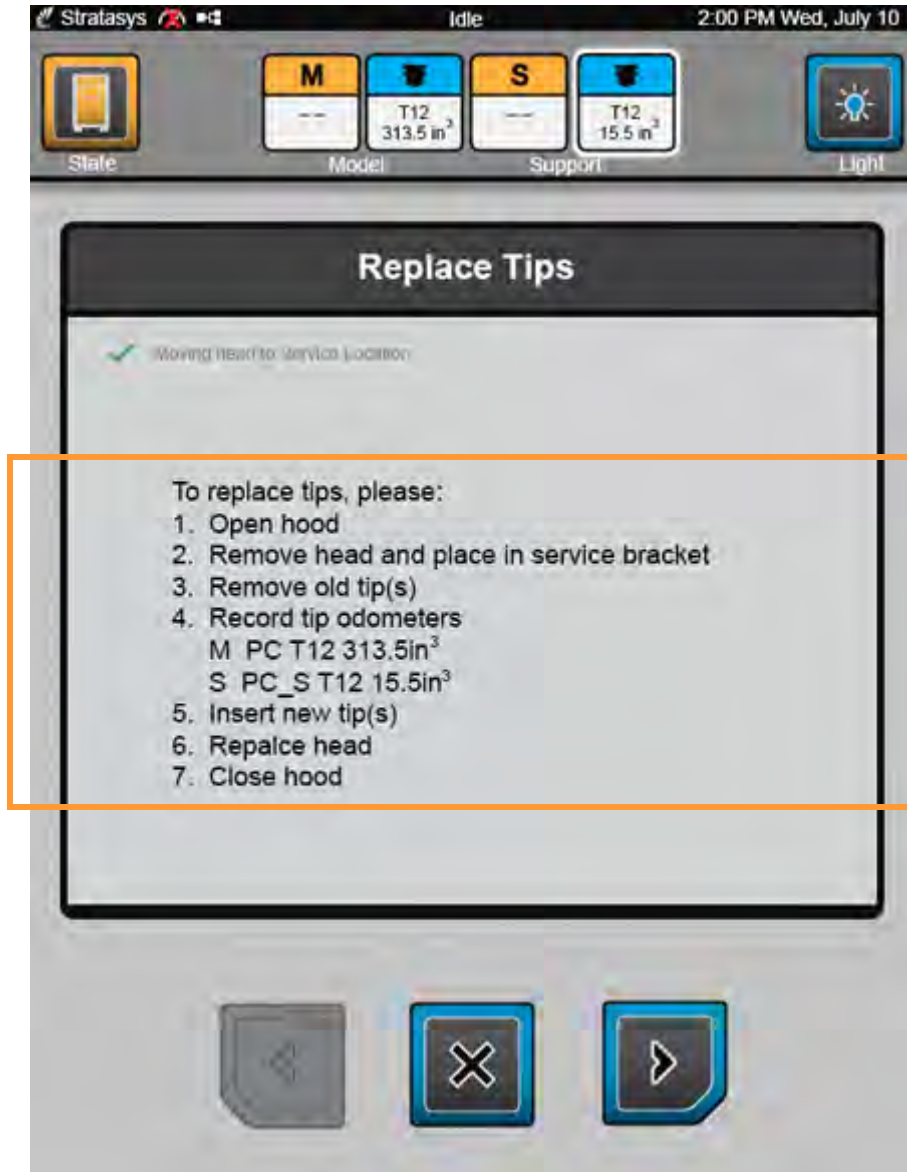 Stratasys Idle 2:00 PM Wed, July 10
M S
-- T12 -- T12
313.5 in³ 15.5 in³
State Model Support Light
Replace Tips
Moving head to Service Location
To replace tips, please:
1. Open hood
2. Remove head and place in service bracket
3. Remove old tip(s)
4. Record tip odometers
M PC T12 313.5in³
S PC_S T12 15.5in³
5. Insert new tip(s)
6. Repalce head
7. Close hood